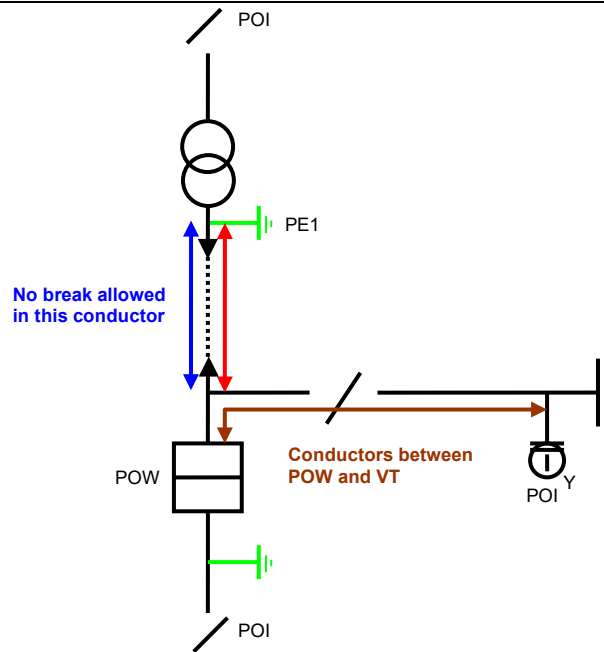 POI
PE1
No break allowed
in this conductor
Conductors between
POW and VT
POW
Y
POI
POI